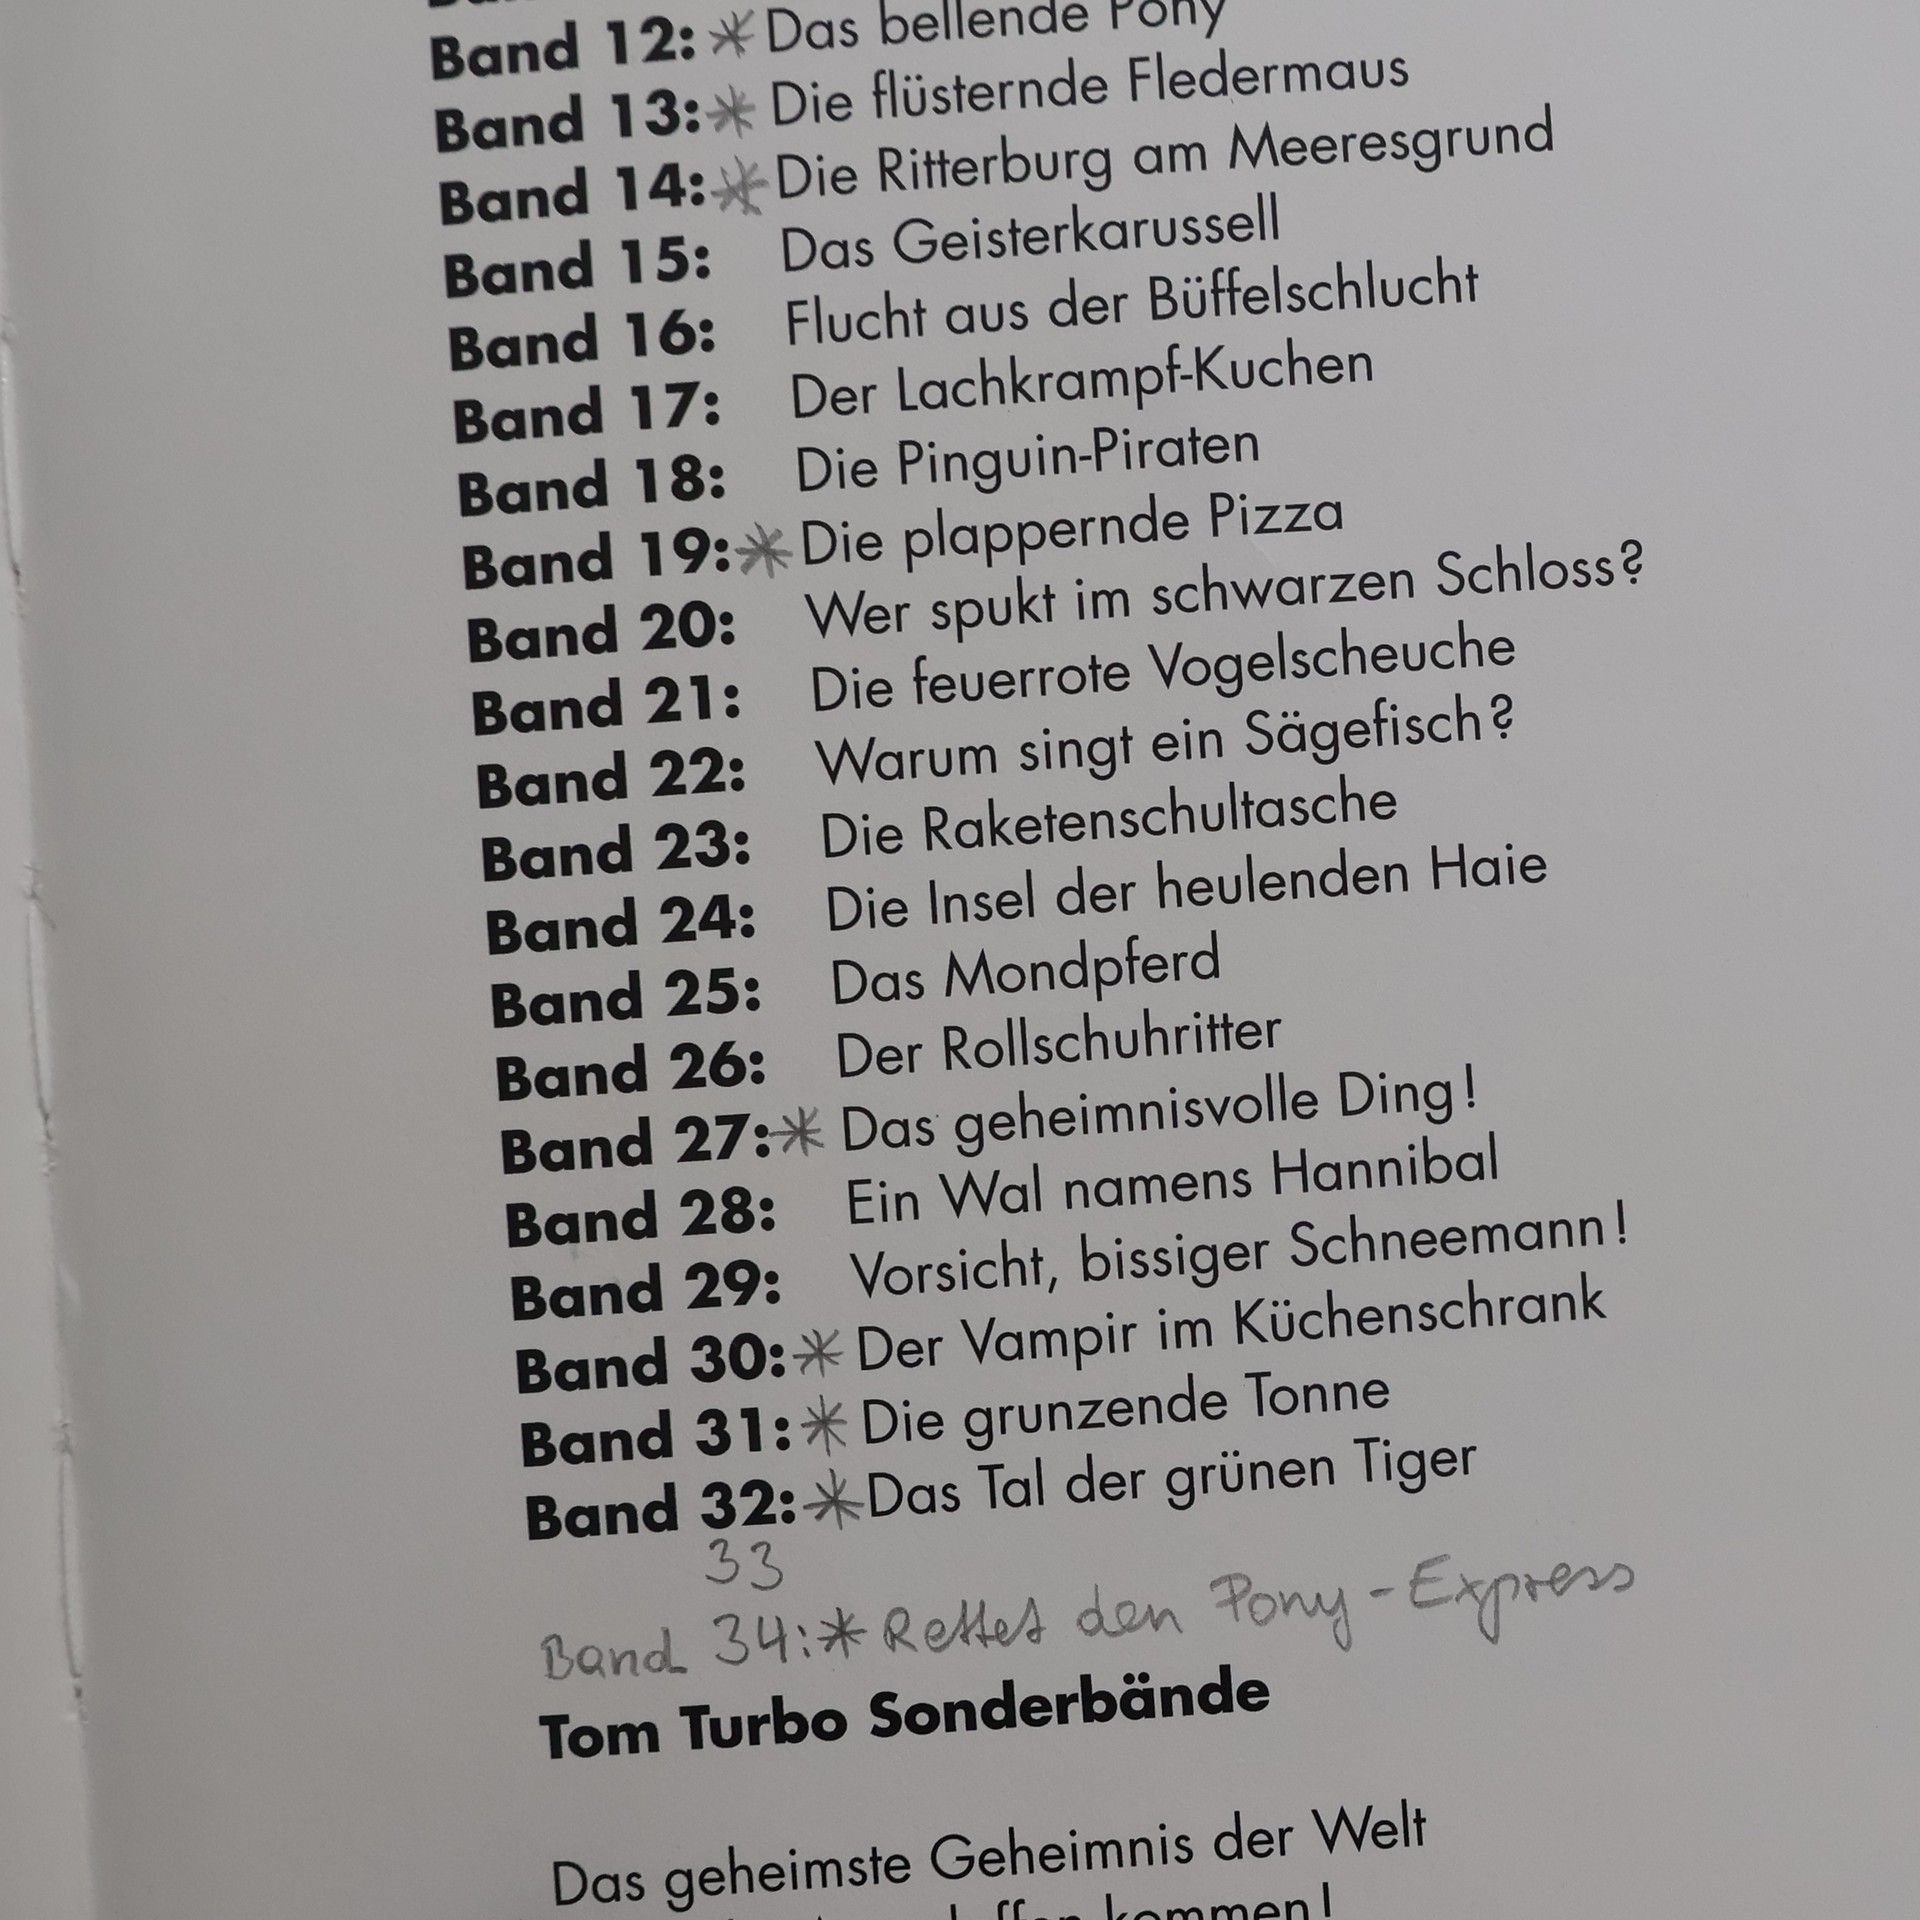 Band 12:* Das bellende Pony
Band 13:* Die flüsternde Fledermaus
Band 14:* Die Ritterburg am Meeresgrund
Band 15: Das Geisterkarussell
Band 16: Flucht aus der Büffelschlucht
Band 17: Der Lachkrampf-Kuchen
Band 18: Die Pinguin-Piraten
Band 19:* Die plappernde Pizza
Band 20: Wer spukt im schwarzen Schloss?
Band 21: Die feuerrote Vogelscheuche
Band 22: Warum singt ein Sägefisch?
Band 23: Die Raketenschultasche
Band 24: Die Insel der heulenden Haie
Band 25: Das Mondpferd
Band 26: Der Rollschuhritter
Band 27:* Das geheimnisvolle Ding!
Band 28: Ein Wal namens Hannibal
Band 29: Vorsicht, bissiger Schneemann!
Band 30:* Der Vampir im Küchenschrank
Band 31:* Die grunzende Tonne
Band 32:* Das Tal der grünen Tiger
33
Band 34:* Rettet den Pony-Express
Tom Turbo Sonderbände
Das geheimste Geheimnis der Welt
kommen!